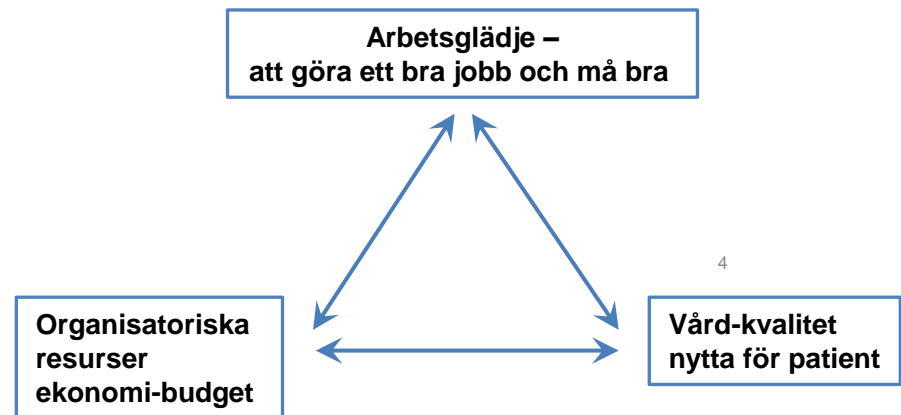 Arbetsglädje –
att göra ett bra jobb och må bra
4
Organisatoriska
resurser
ekonomi-budget
Vård-kvalitet
nytta för patient